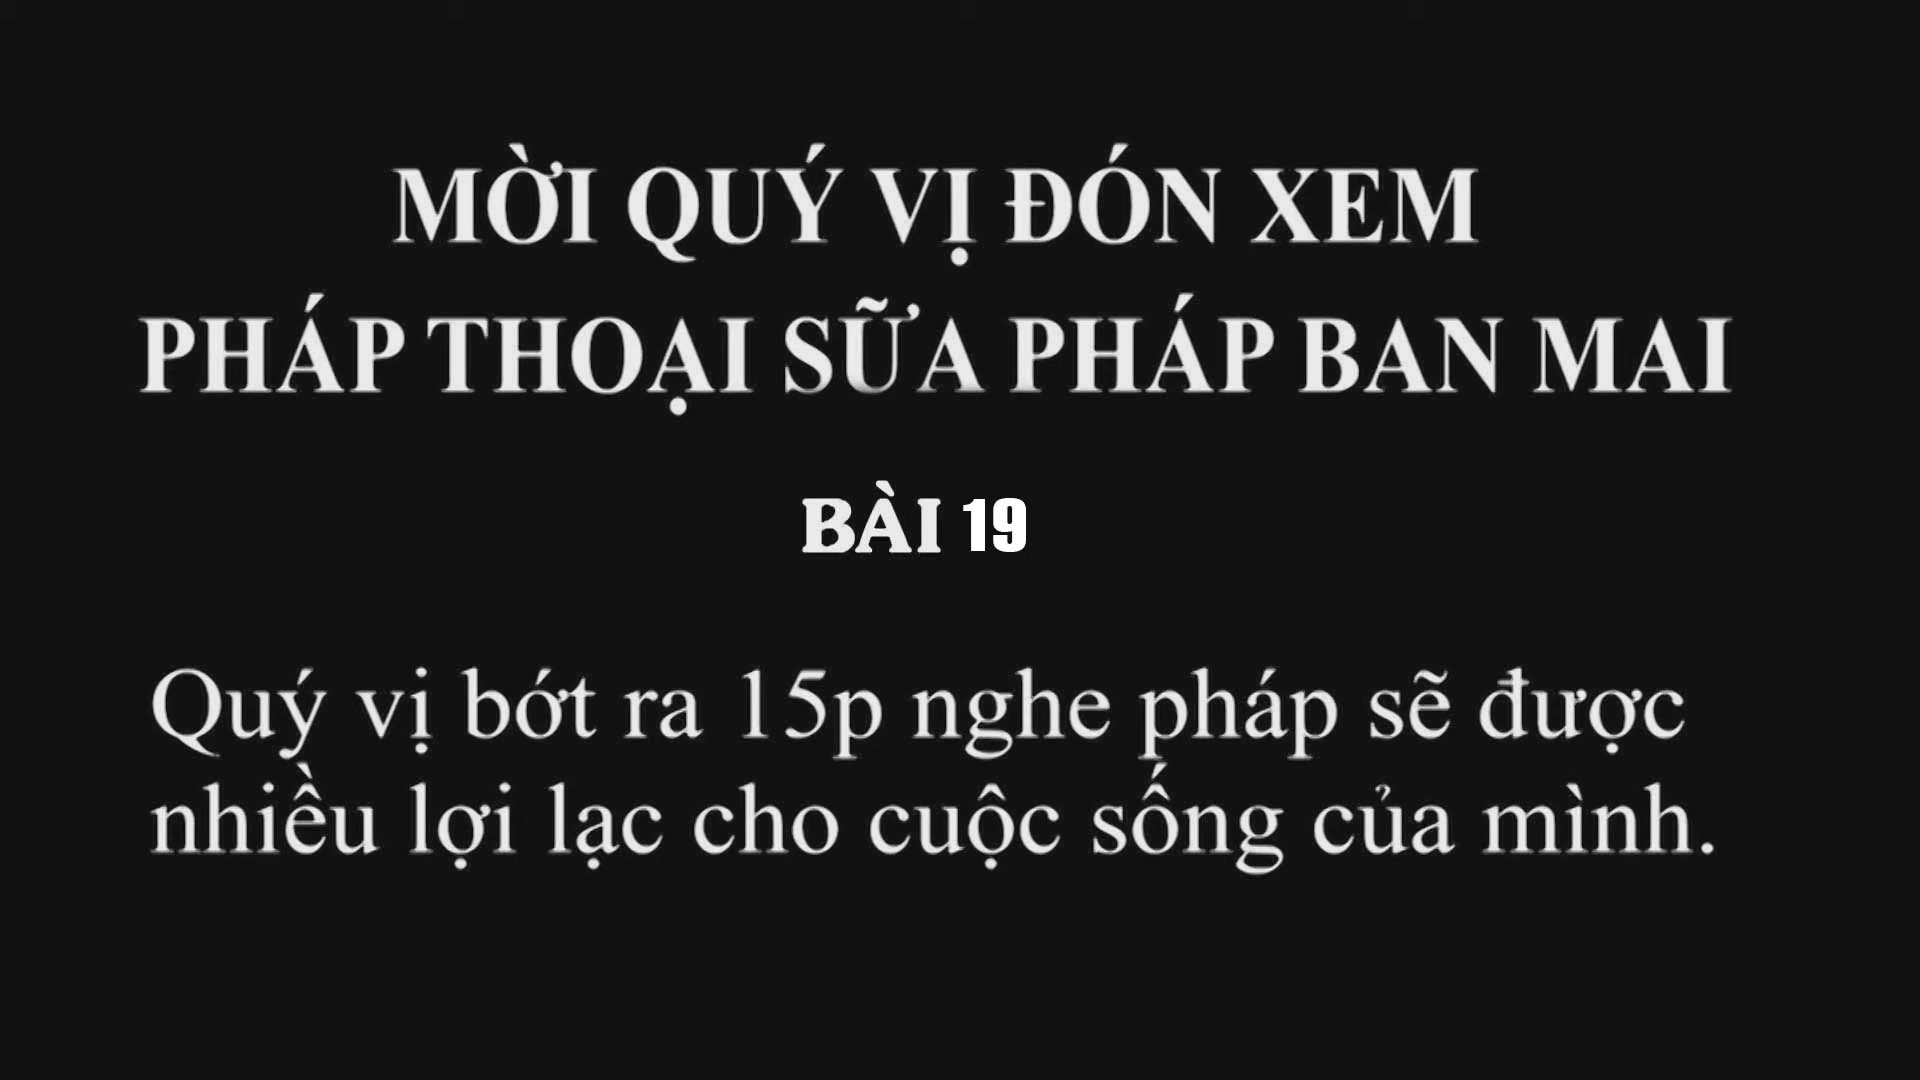 MỜI QUÝ VỊ ĐÓN XEM
PHÁP THOẠI SỮA PHÁP BAN MAI
BÀI 19
Quý vị bớt ra 15p nghe pháp sẽ được
nhiều lợi lạc cho cuộc sống của mình.